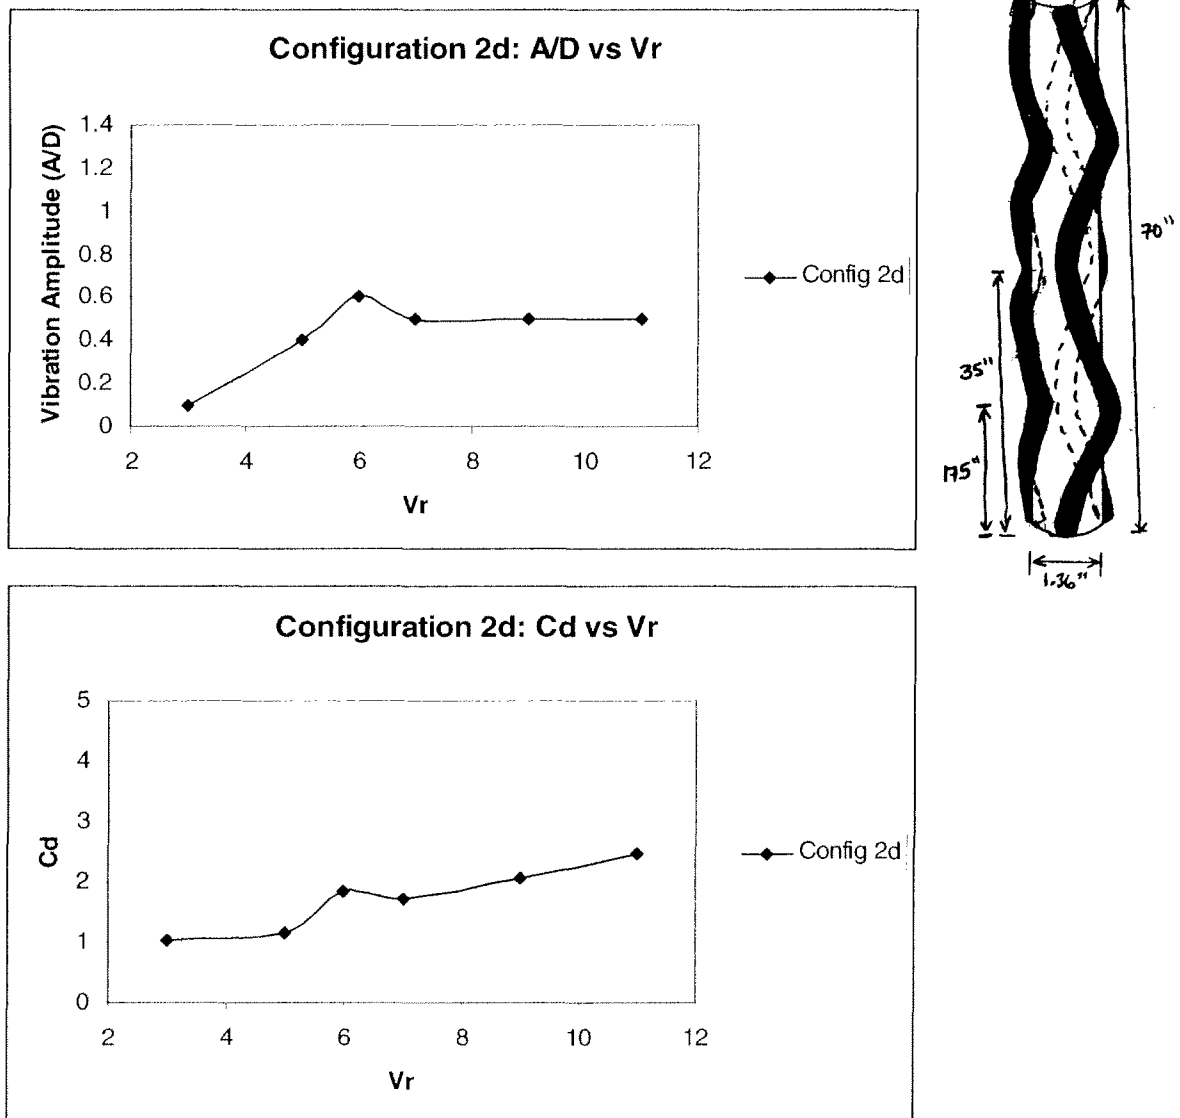 Configuration 2d: A/D vs Vr
Vibration Amplitude (A/D)
1.4
1.2
1
0.8
0.6
0.4
0.2
0
2 4 6 8 10 12
Vr
Config 2d
70"
35"
17.5"
1.36"
Configuration 2d: Cd vs Vr
Cd
5
4
3
2
1
0
2 4 6 8 10 12
Vr
Config 2d